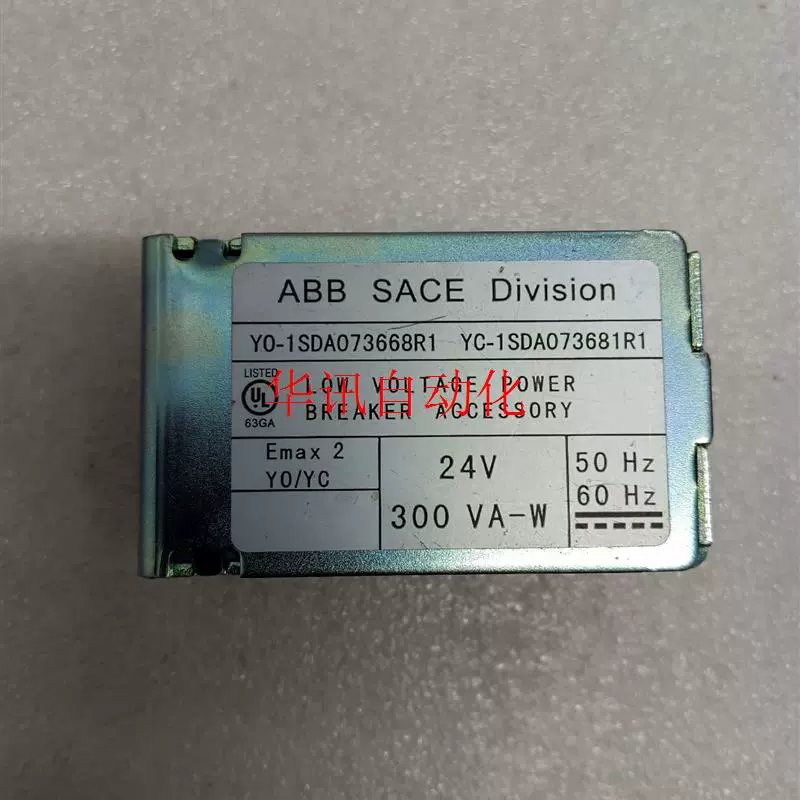 ABB SACE Division
YO-1SDA073668R1 YC-1SDA073681R1
LISTED
UL
63GA
LOW VOLTAGE POWER
BREAKER ACCESSORY
华讯自动化
Emax 2
YO/YC
24V
300 VA-W
50 Hz
60 Hz